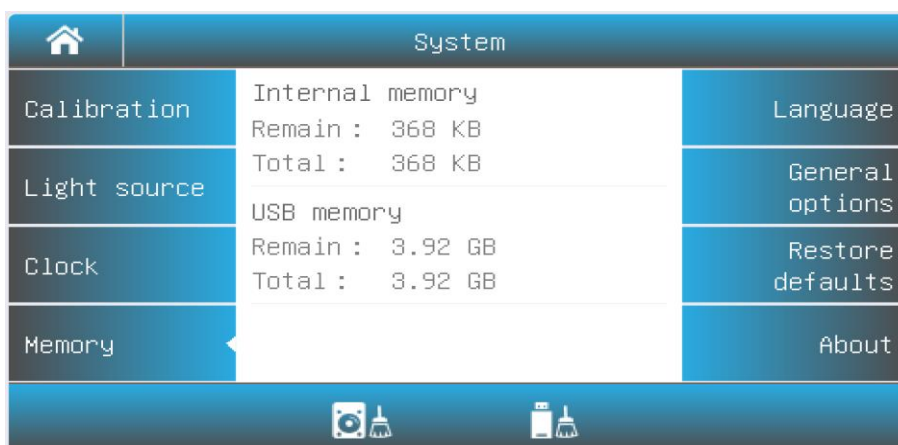 System
Calibration
Light source
Clock
Memory
Internal memory
Remain : 368 KB
Total : 368 KB
USB memory
Remain : 3.92 GB
Total : 3.92 GB
Language
General
options
Restore
defaults
About